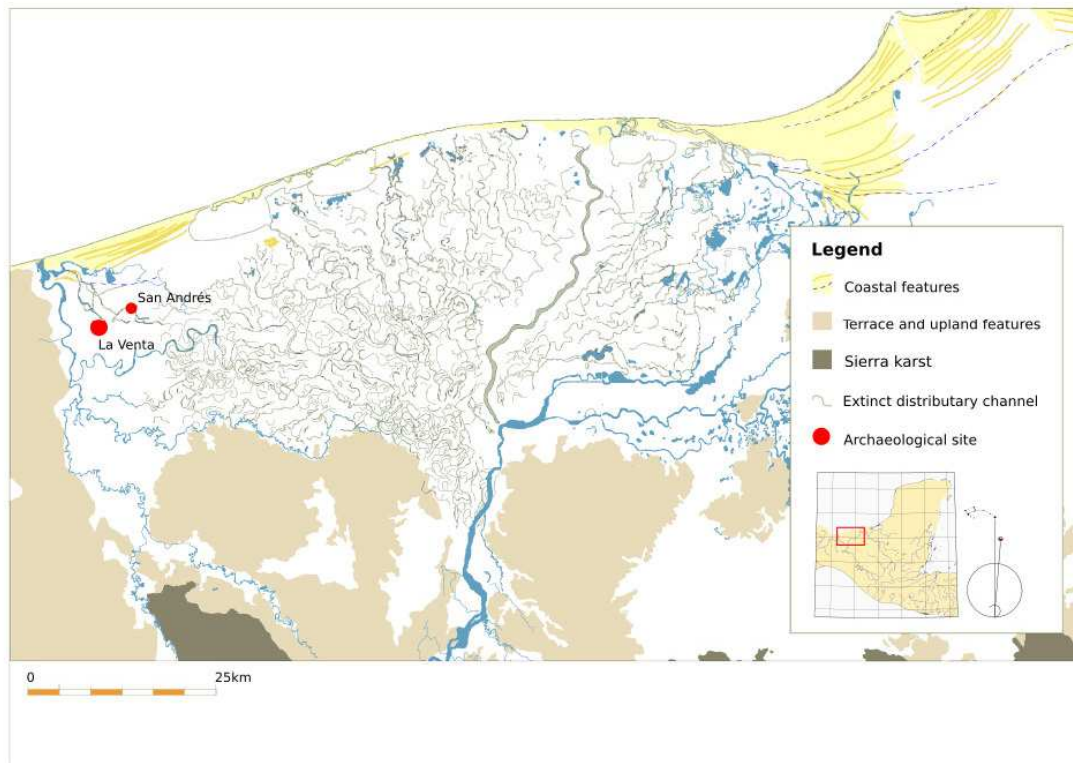 San Andrés
La Venta
Legend
Coastal features
Terrace and upland features
Sierra karst
Extinct distributary channel
Archaeological site
0 25km